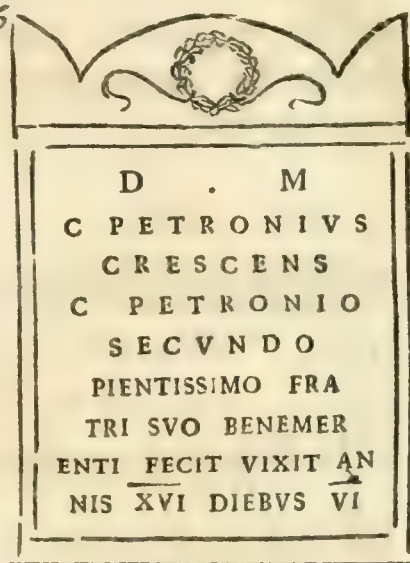 D . M
C PETRONIVS
CRESCENS
C PETRONIO
SECVNDO
PIENTISSIMO FRA
TRI SVO BENEMER
ENTI FECIT VIXIT AN
NIS XVI DIEBVS VI